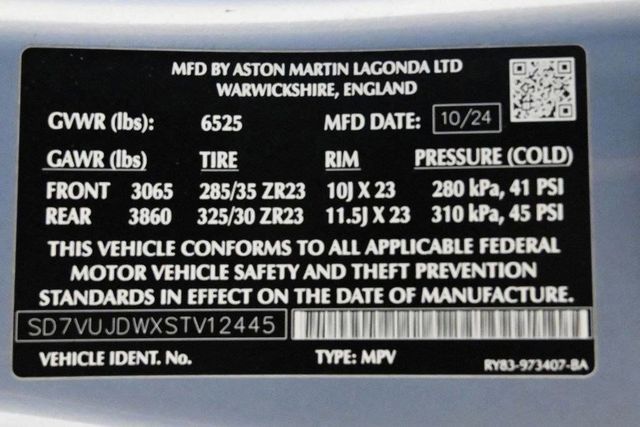 MFD BY ASTON MARTIN LAGONDA LTD
WARWICKSHIRE, ENGLAND
GVWR (lbs): 6525 MFD DATE: 10/24
GAWR (lbs) TIRE RIM PRESSURE (COLD)
FRONT 3065 285/35 ZR23 10J X 23 280 kPa, 41 PSI
REAR 3860 325/30 ZR23 11.5J X 23 310 kPa, 45 PSI
THIS VEHICLE CONFORMS TO ALL APPLICABLE FEDERAL
MOTOR VEHICLE SAFETY AND THEFT PREVENTION
STANDARDS IN EFFECT ON THE DATE OF MANUFACTURE
SD7VUJDWXSTV12445
VEHICLE IDENT. No. TYPE: MPV RY83-973407-BA